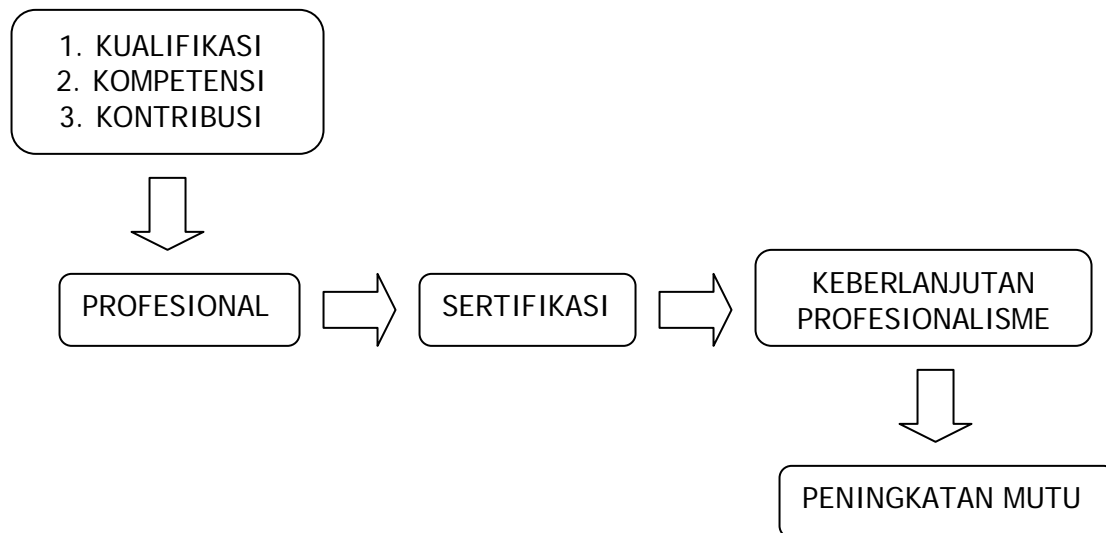 1. KUALIFIKASI
2. KOMPETENSI
3. KONTRIBUSI
PROFESIONAL
SERTIFIKASI
KEBERLANJUTAN
PROFESIONALISME
PENINGKATAN MUTU